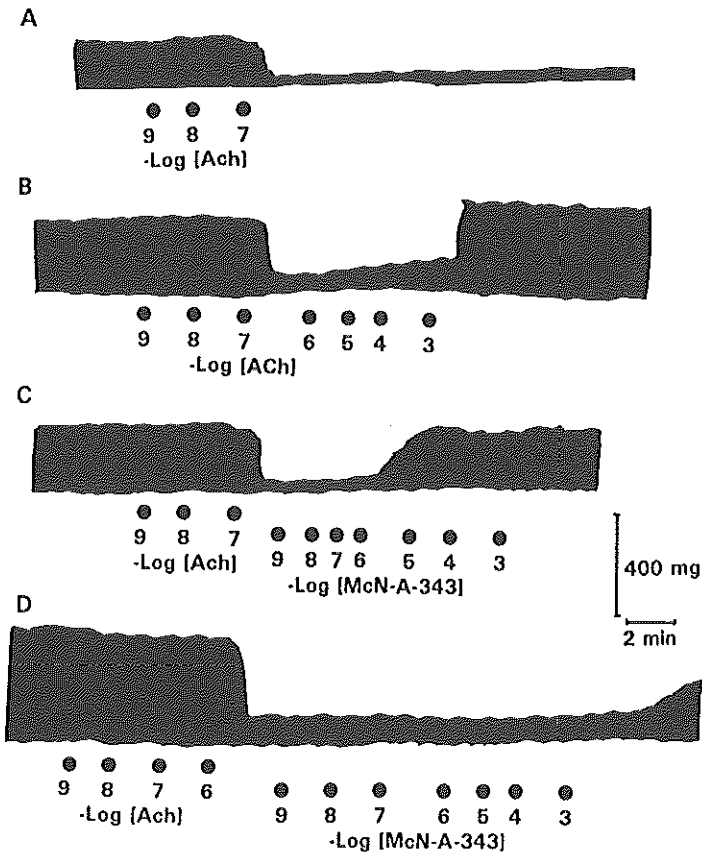 A
9 8 7
-Log [Ach]
B
9 8 7 6 5 4 3
-Log [ACh]
C
9 8 7 9 8 7 6 5 4 3
-Log [Ach]
-Log [McN-A-343]
400 mg
2 min
D
9 8 7 6 9 8 7 6 5 4 3
-Log [Ach]
-Log [McN-A-343]